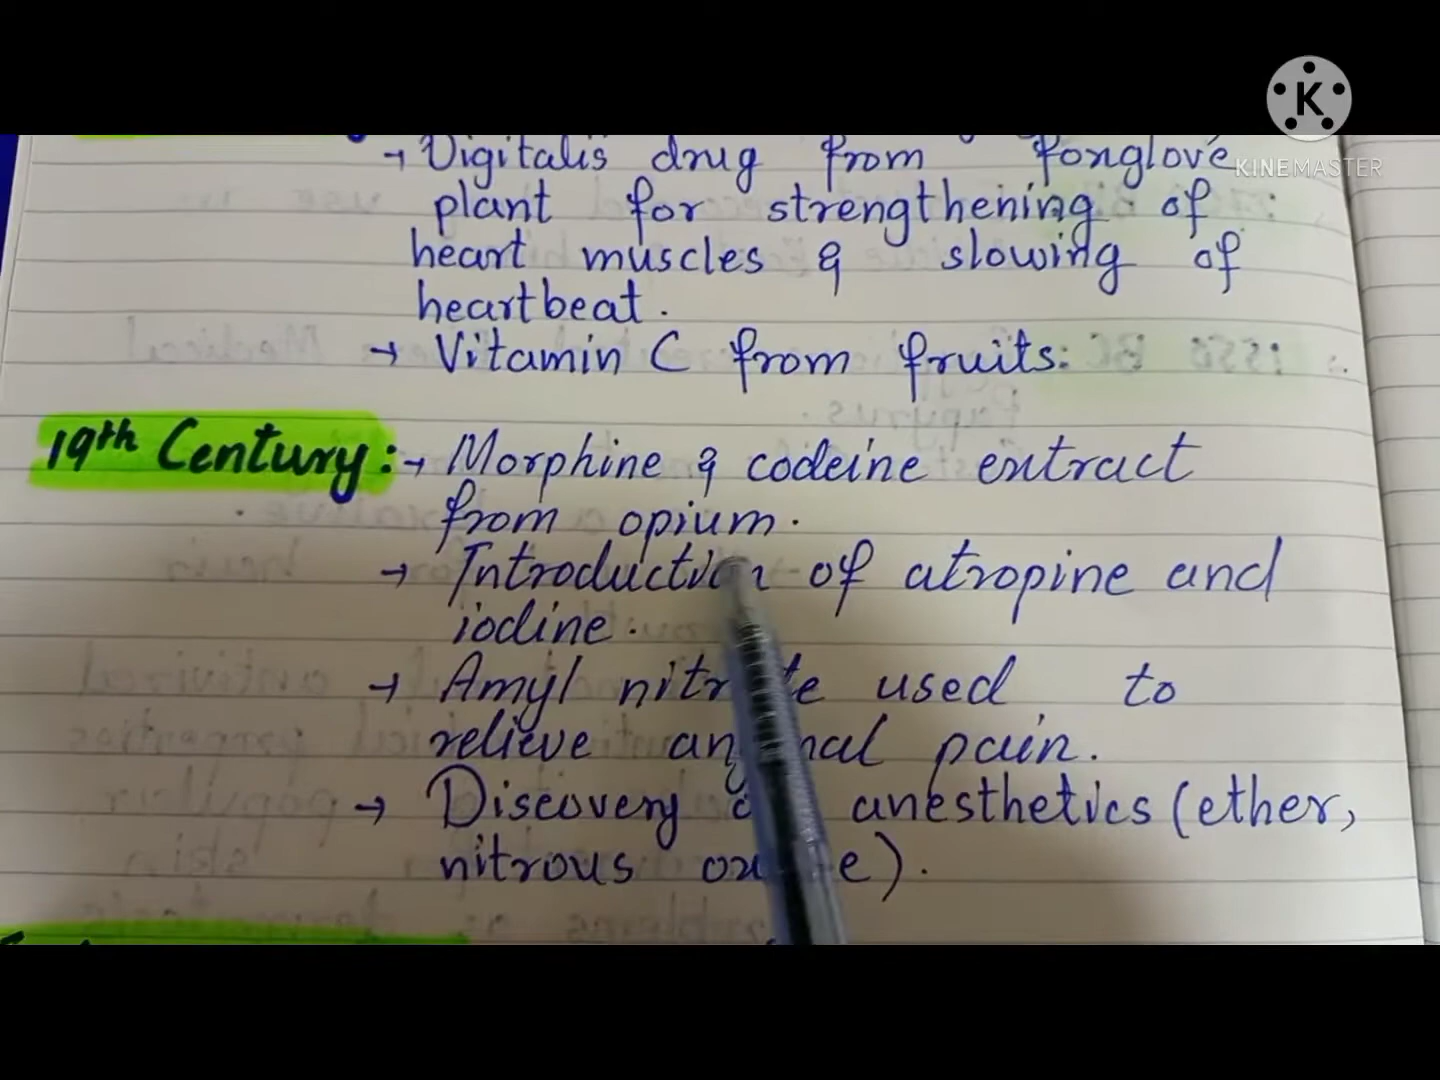 K
KINEMASTER
→ Digitalis drug from foxglove
plant for strengthening of
heart muscles & slowing of
heartbeat.
→ Vitamin C from fruits.
19th Century :→ Morphine & codeine extract
from opium.
→ Introduction of atropine and
iodine.
→ Amyl used to
relieve pain.
→ Discovery anesthetics (ether,
nitrous